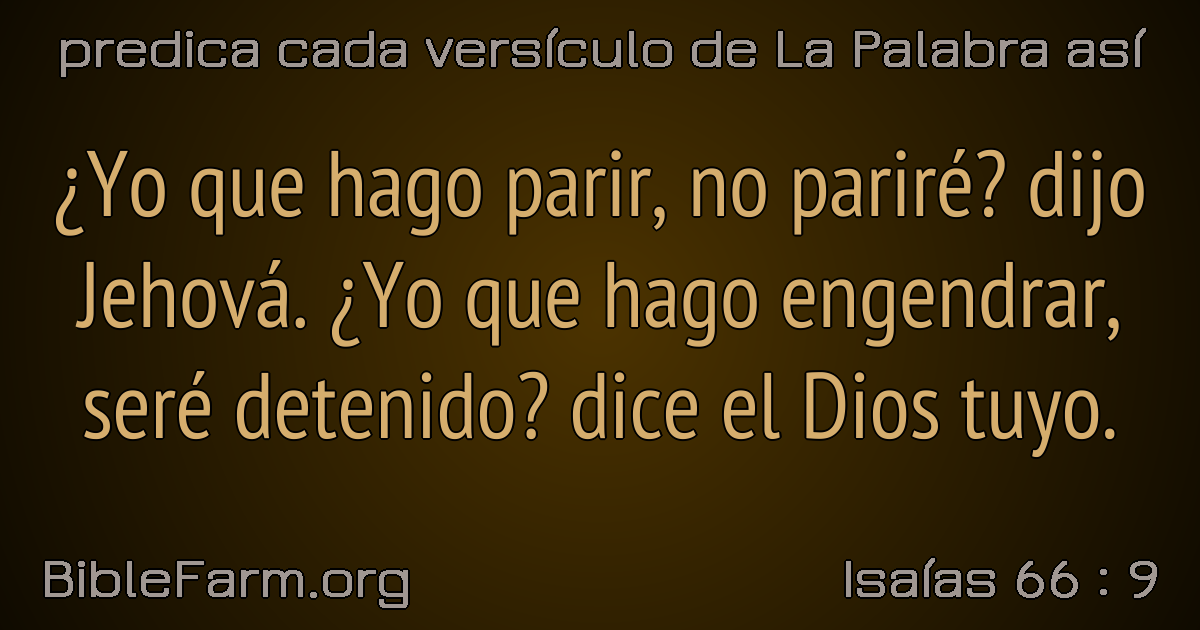 predica cada versículo de La Palabra así
¿Yo que hago parir, no pariré? dijo
Jehová. ¿Yo que hago engendrar,
seré detenido? dice el Dios tuyo.
BibleFarm.org
Isaías 66 : 9